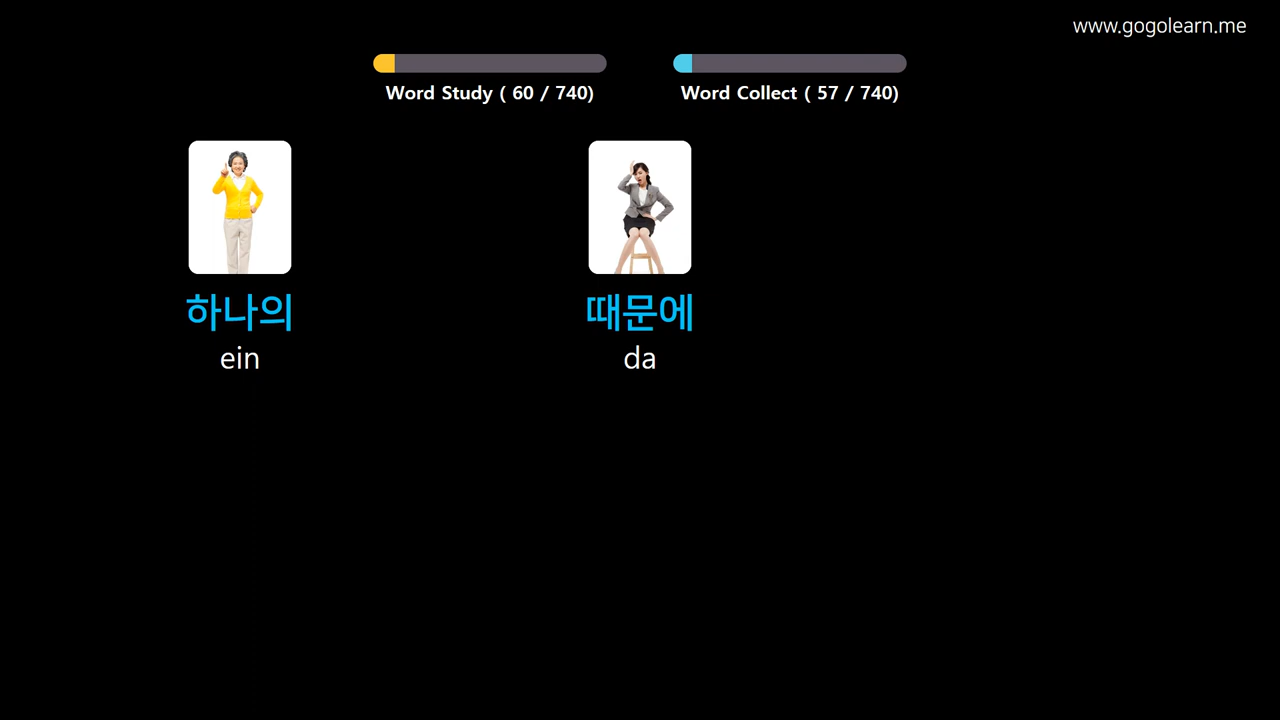 www.gogolearn.me
Word Study ( 60 / 740)
Word Collect ( 57 / 740)
하나의
ein
때문에
da